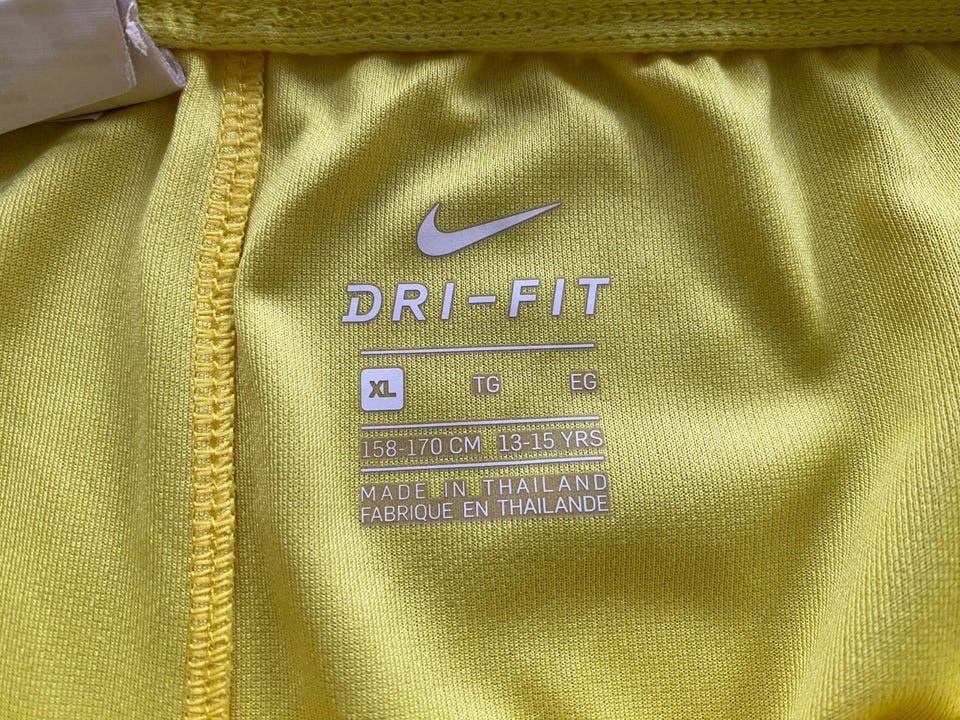 DRI-FIT
XL TG EG
158-170 CM 13-15 YRS
MADE IN THAILAND
FABRIQUE EN THAILANDE